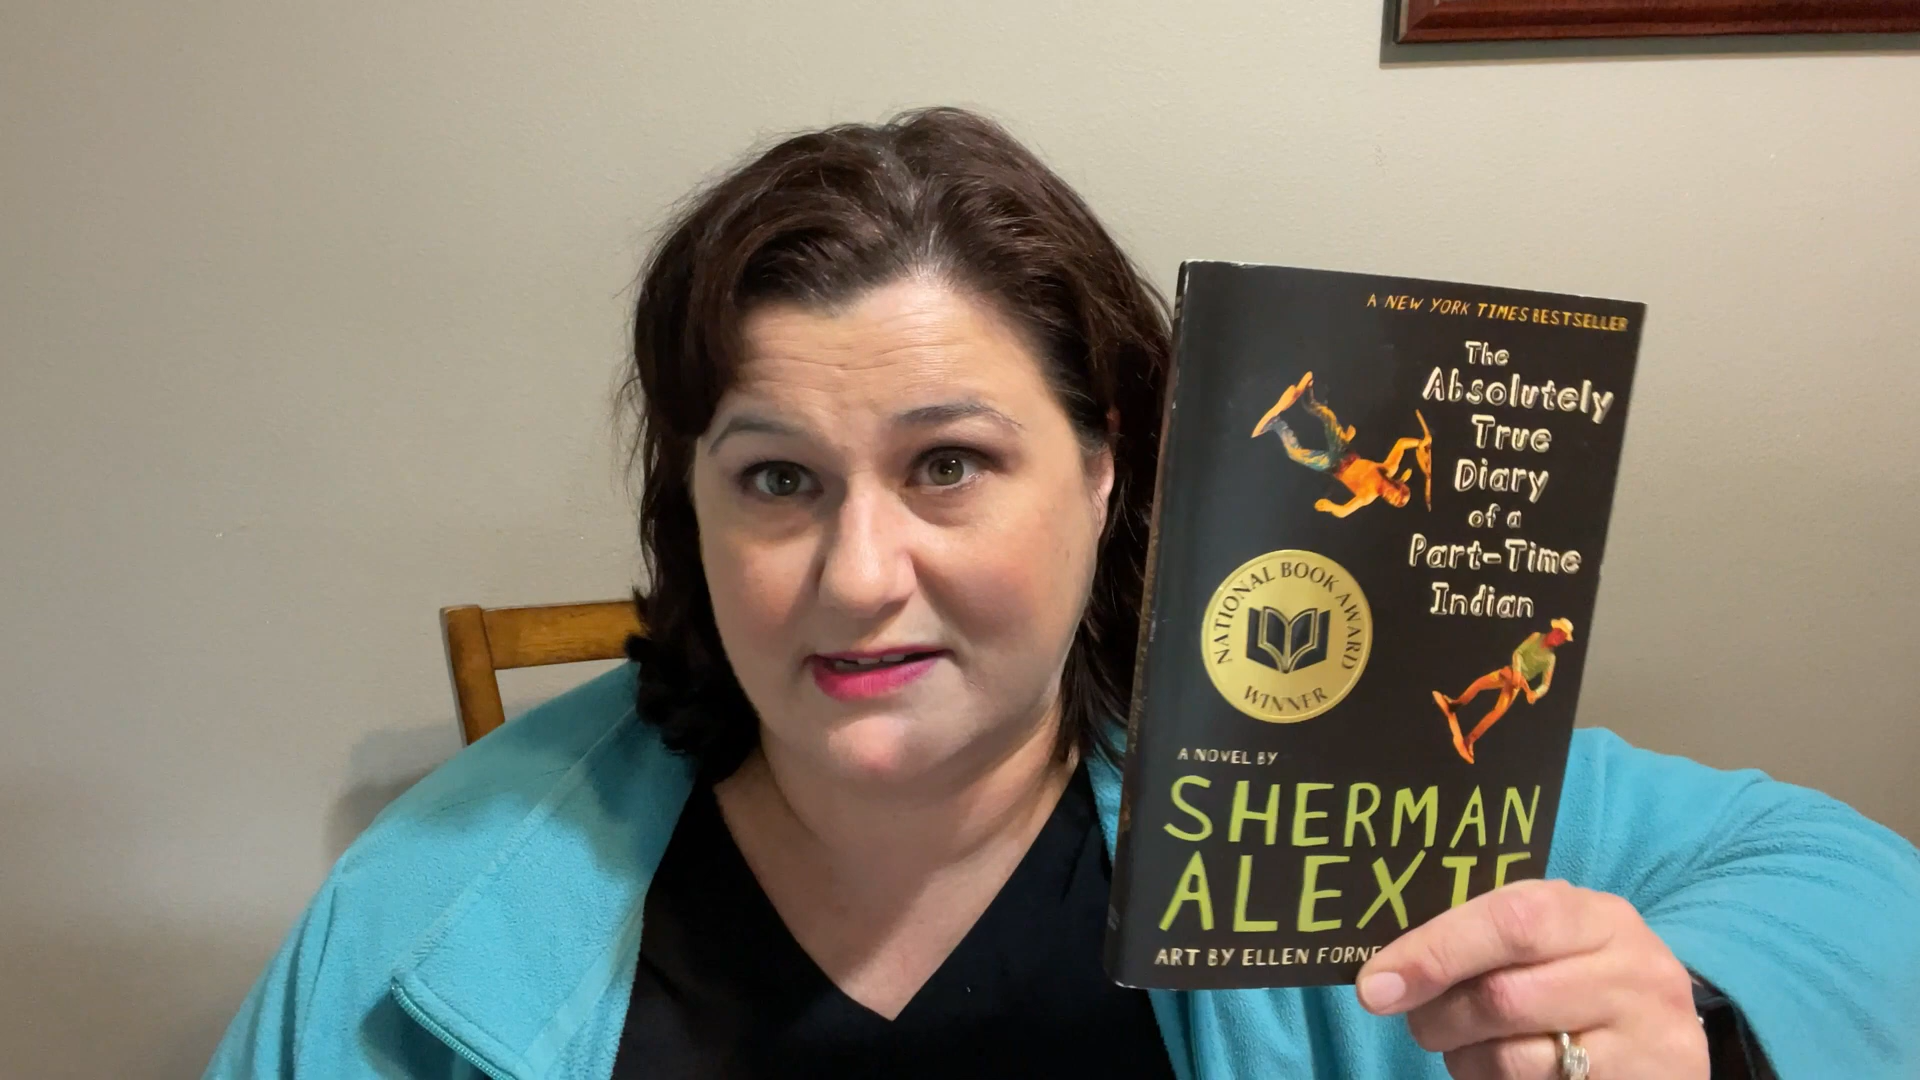 A NEW YORK TIMES BESTSELLER
The
Absolutely
True
Diary
of a
Part-Time
Indian
NATIONAL BOOK AWARD
WINNER
A NOVEL BY
SHERMAN
ALEXIE
ART BY ELLEN